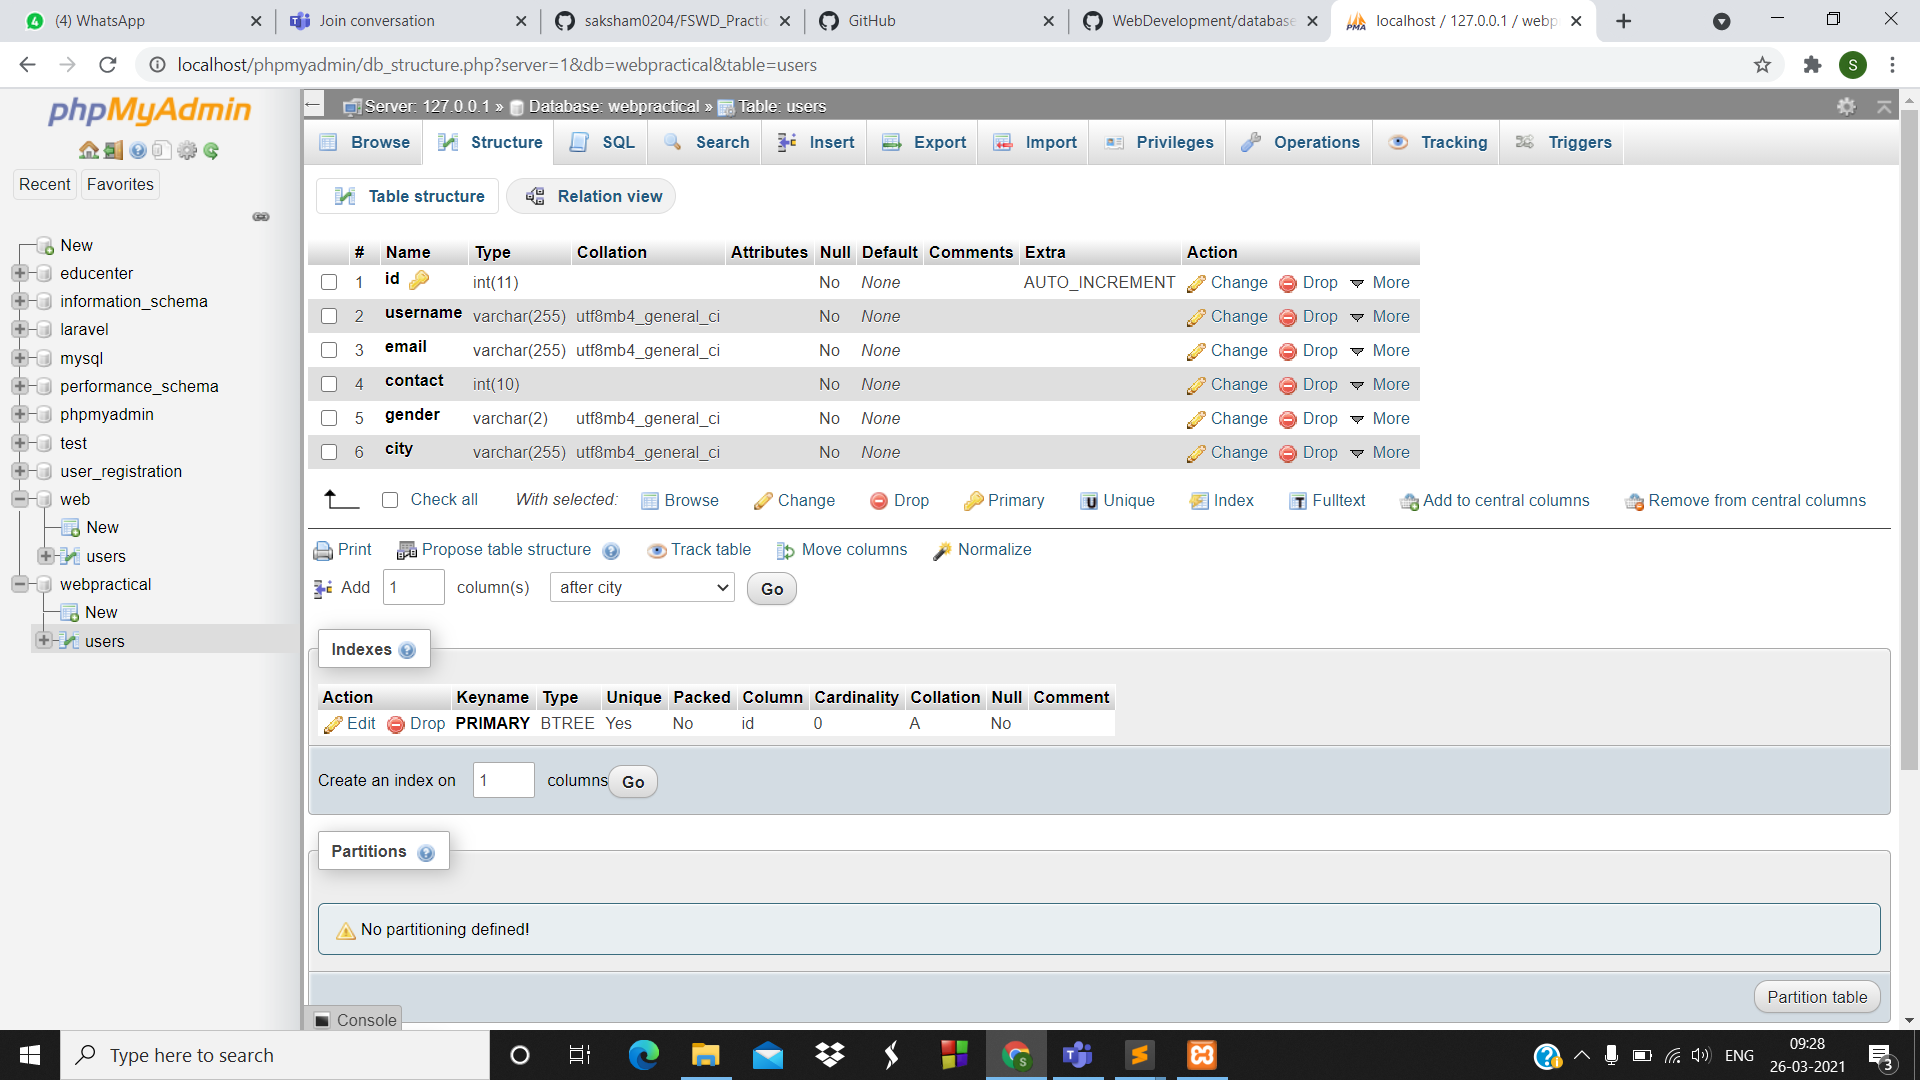 (4) WhatsApp
Join conversation
saksham0204/FSWD_Practic
GitHub
WebDevelopment/database
localhost / 127.0.0.1 / webp
localhost/phpmyadmin/db_structure.php?server=1&db=webpractical&table=users
S
phpMyAdmin
Recent Favorites
New
educenter
information_schema
laravel
mysql
performance_schema
phpmyadmin
test
user_registration
web
New
users
webpractical
New
users
Server: 127.0.0.1 » Database: webpractical » Table: users
Browse Structure SQL Search Insert Export Import Privileges Operations Tracking Triggers
Table structure Relation view
# Name Type Collation Attributes Null Default Comments Extra Action
1 id int(11) No None AUTO_INCREMENT Change Drop More
2 username varchar(255) utf8mb4_general_ci No None Change Drop More
3 email varchar(255) utf8mb4_general_ci No None Change Drop More
4 contact int(10) No None Change Drop More
5 gender varchar(2) utf8mb4_general_ci No None Change Drop More
6 city varchar(255) utf8mb4_general_ci No None Change Drop More
Check all With selected: Browse Change Drop Primary Unique Index Fulltext Add to central columns Remove from central columns
Print Propose table structure Track table Move columns Normalize
Add 1 column(s) after city Go
Indexes
Action Keyname Type Unique Packed Column Cardinality Collation Null Comment
Edit Drop PRIMARY BTREE Yes No id 0 A No
Create an index on 1 columns Go
Partitions
No partitioning defined!
Partition table
Console
Type here to search
ENG
09:28
26-03-2021
3